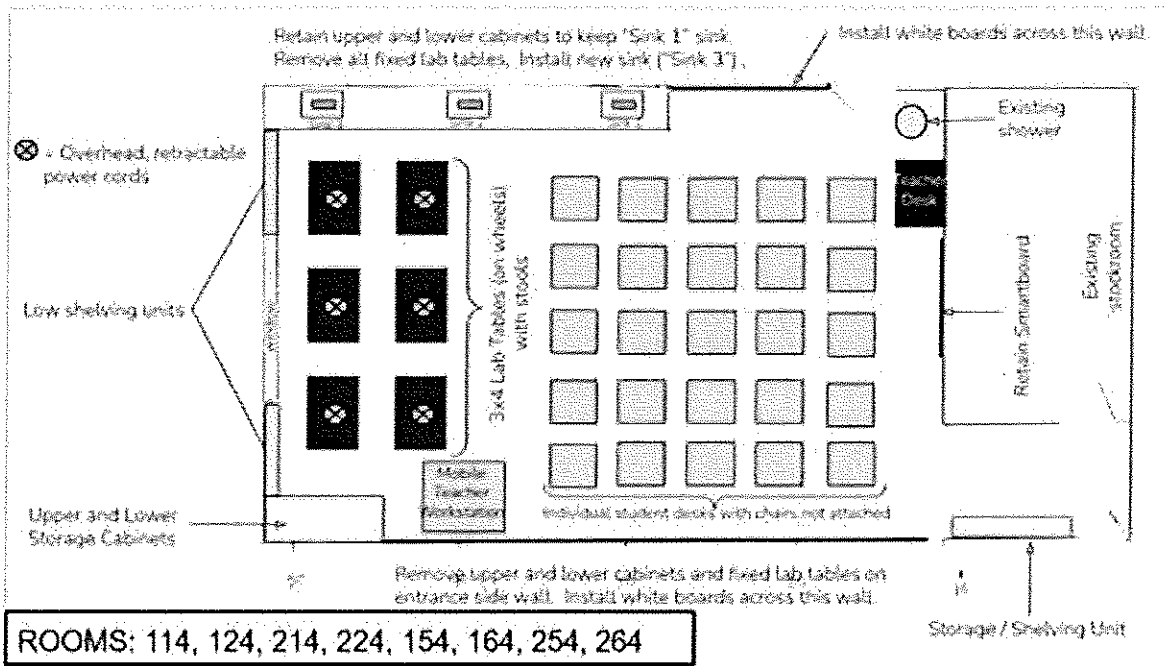 Retain upper and lower cabinets to keep "Sink 1" sink.
Remove all fixed lab tables. Install new sink ("Sink 3").
Install white boards across this wall.
Existing
shower
⊗ - Overhead, retractable
power cords
Teacher
Desk
3x4 Lab Tables (on wheels)
with stools
Low shelving units
Retain Smartboard
Existing
stockroom
Mobile
Teacher
Workstation
Individual student desks with chairs not attached
Upper and Lower
Storage Cabinets
Remove upper and lower cabinets and fixed lab tables on
entrance side wall. Install white boards across this wall.
Storage / Shelving Unit
ROOMS: 114, 124, 214, 224, 154, 164, 254, 264